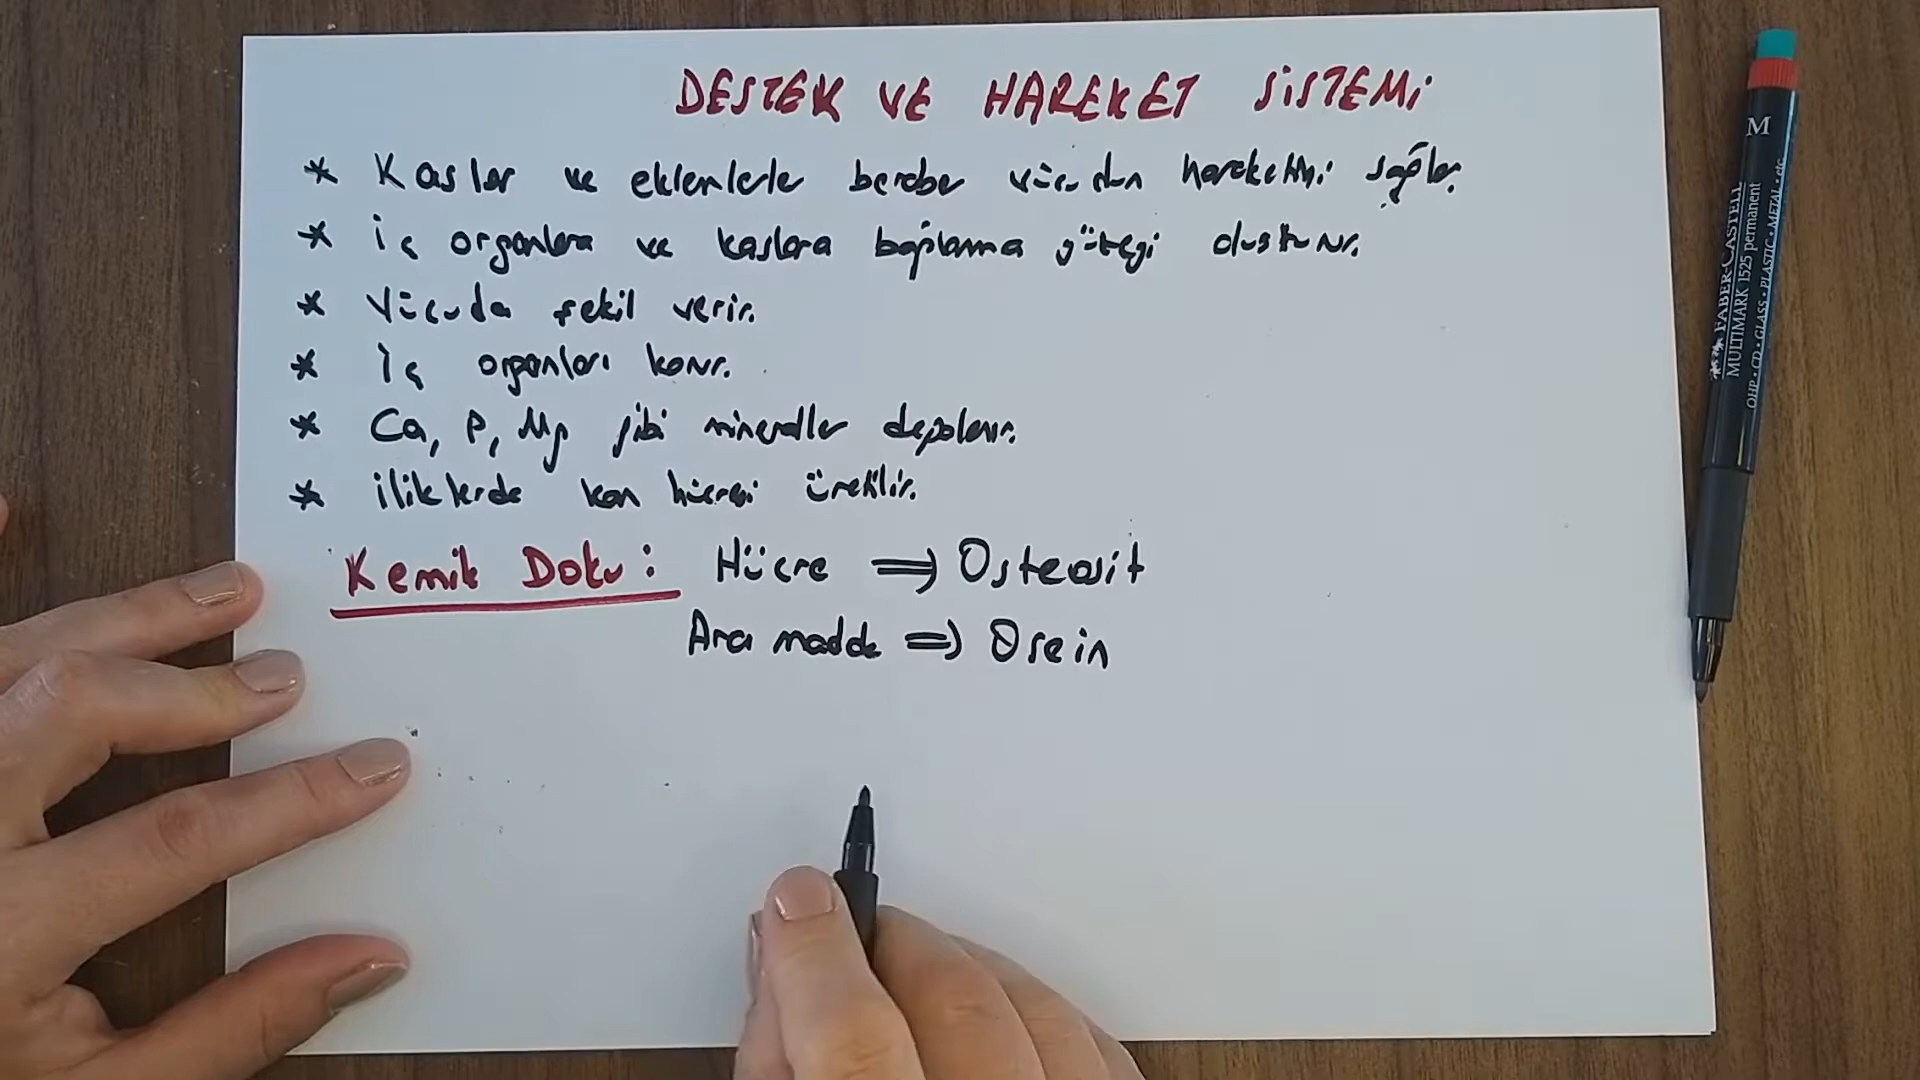 DESTEK VE HAREKET SİSTEMİ
* Kaslar ve eklemlerle beraber vücudun hareketini sağlar.
* İç organlara ve kaslara bağlanma yüzeyi oluşturur.
* Vücuda şekil verir.
* İç organları korur.
* Ca, P, Mg gibi mineraller depolanır.
* iliklerde kan hücresi üretilir.
Kemik Doku: Hücre ⇒ Osteosit
Ara madde ⇒ Osein
M
FABER-CASTELL
MULTIMARK 1525 permanent
OHP • CD • GLASS • PLASTIC • METAL • etc.